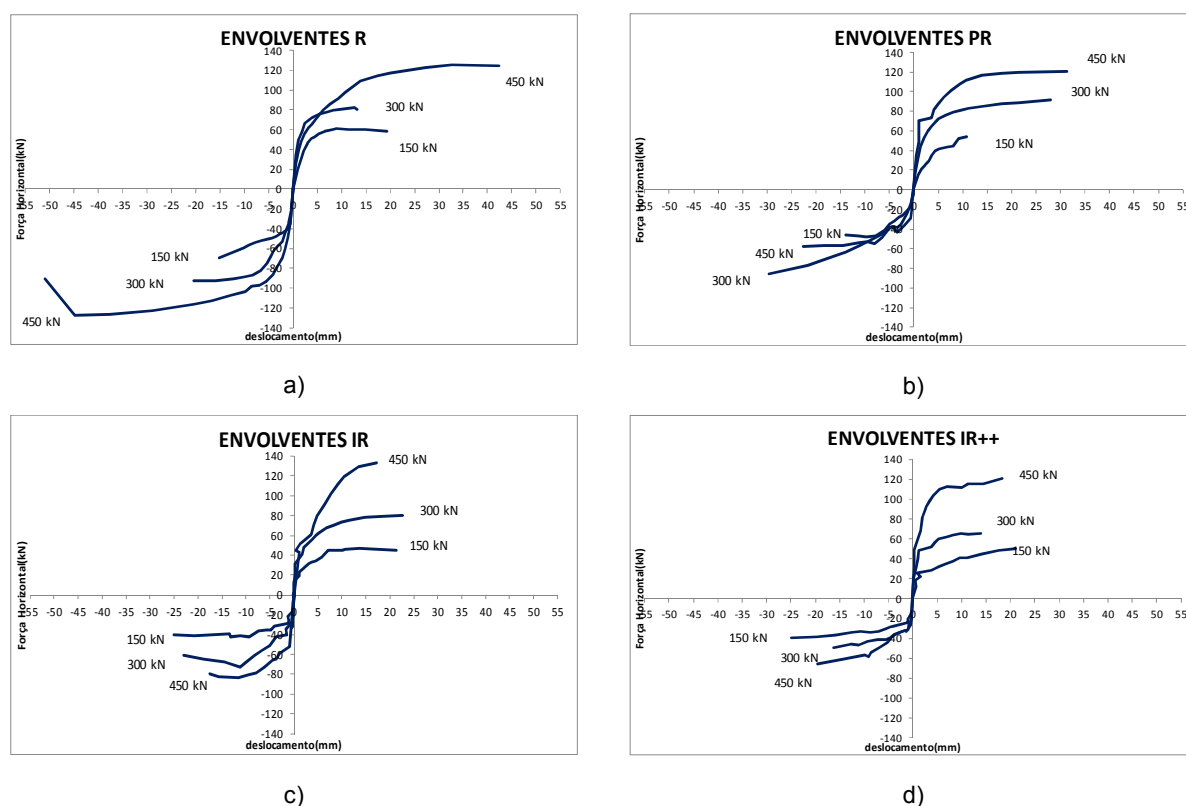 ENVOLVENTES R
Força Horizontal(kN)
140
120
100
80
60
40
20
0
-20
-40
-60
-80
-100
-120
-140
-55 -50 -45 -40 -35 -30 -25 -20 -15 -10 -5 0 5 10 15 20 25 30 35 40 45 50 55
450 kN
300 kN
150 kN
150 kN
300 kN
450 kN
deslocamento(mm)
a)
ENVOLVENTES PR
Força Horizontal(kN)
140
120
100
80
60
40
20
0
-20
-40
-60
-80
-100
-120
-140
-55 -50 -45 -40 -35 -30 -25 -20 -15 -10 -5 0 5 10 15 20 25 30 35 40 45 50 55
450 kN
300 kN
150 kN
150 kN
450 kN
300 kN
deslocamento(mm)
b)
ENVOLVENTES IR
Força Horizontal(kN)
140
120
100
80
60
40
20
0
-20
-40
-60
-80
-100
-120
-140
-55 -50 -45 -40 -35 -30 -25 -20 -15 -10 -5 0 5 10 15 20 25 30 35 40 45 50 55
450 kN
300 kN
150 kN
150 kN
300 kN
450 kN
deslocamento(mm)
c)
ENVOLVENTES IR++
Força Horizontal(kN)
140
120
100
80
60
40
20
0
-20
-40
-60
-80
-100
-120
-140
-55 -50 -45 -40 -35 -30 -25 -20 -15 -10 -5 0 5 10 15 20 25 30 35 40 45 50 55
450 kN
300 kN
150 kN
150 kN
300 kN
450 kN
deslocamento(mm)
d)